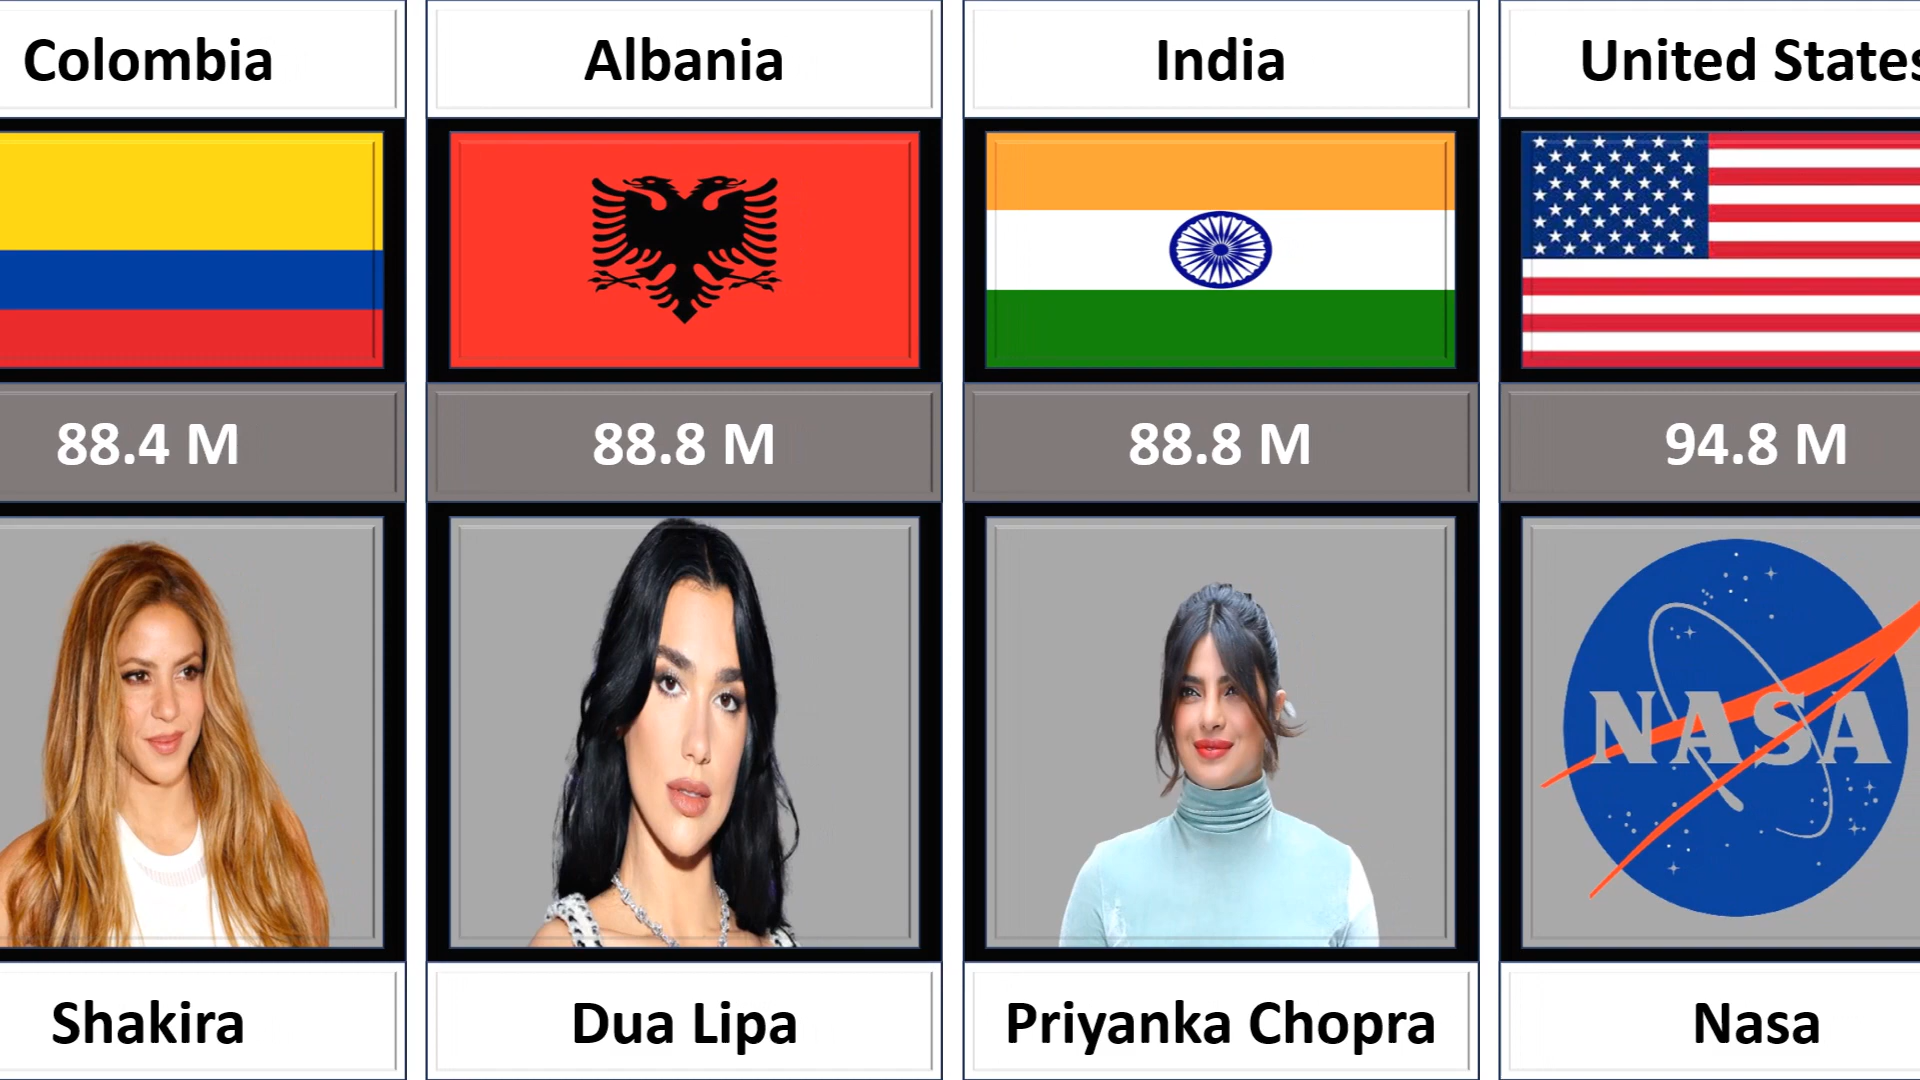 Colombia
Albania
India
United States
88.4 M
88.8 M
88.8 M
94.8 M
NASA
Shakira
Dua Lipa
Priyanka Chopra
Nasa